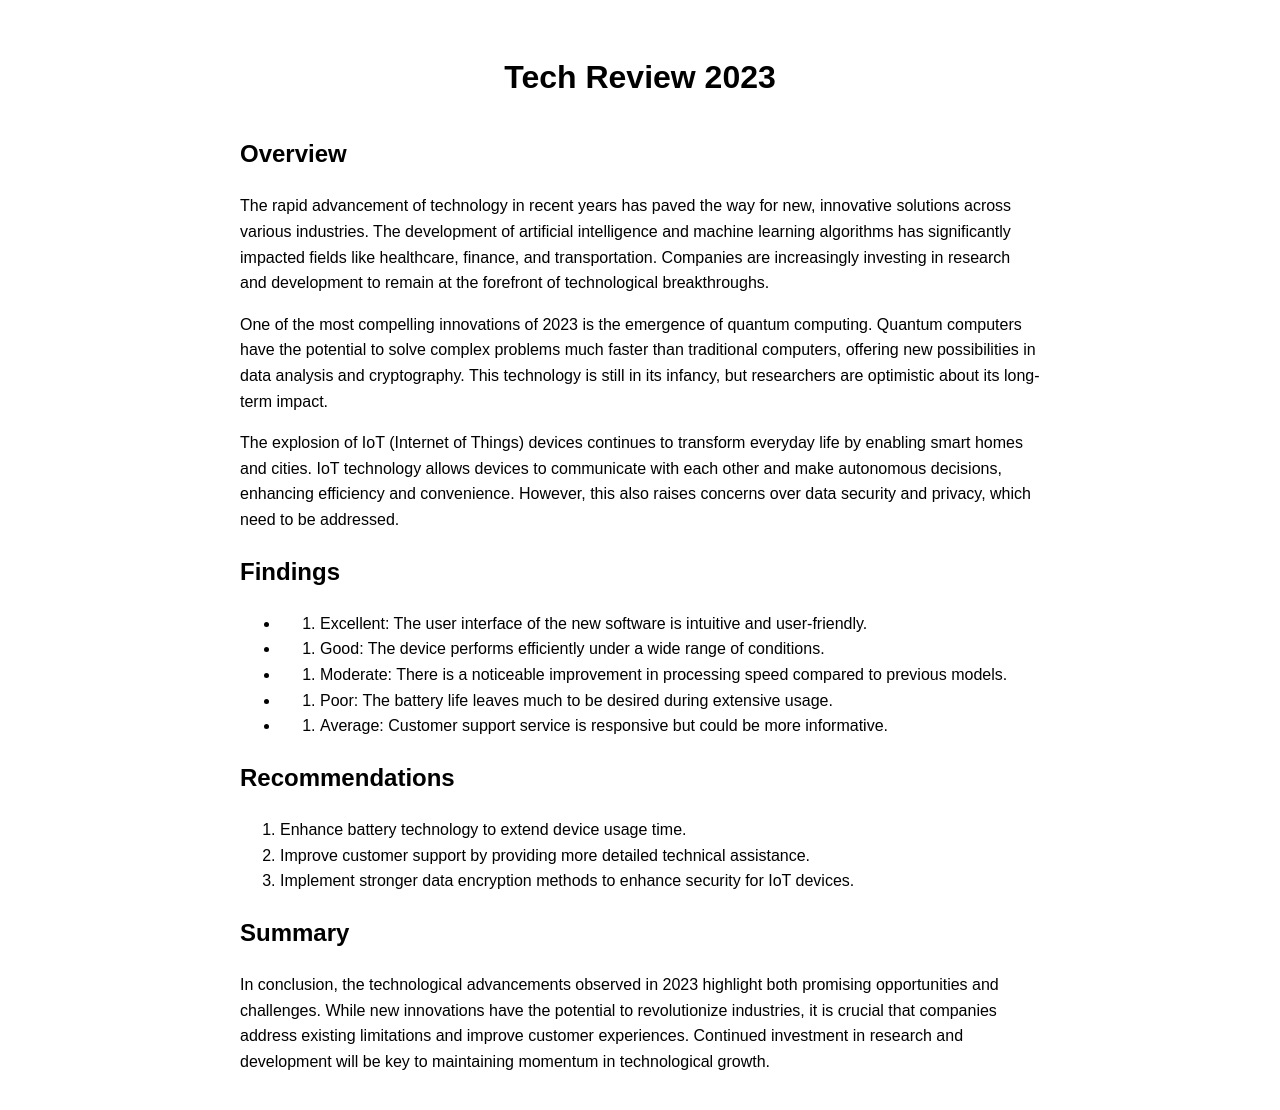 Tech Review 2023
Overview
The rapid advancement of technology in recent years has paved the way for new, innovative solutions across
various industries. The development of artificial intelligence and machine learning algorithms has significantly
impacted fields like healthcare, finance, and transportation. Companies are increasingly investing in research
and development to remain at the forefront of technological breakthroughs.
One of the most compelling innovations of 2023 is the emergence of quantum computing. Quantum computers
have the potential to solve complex problems much faster than traditional computers, offering new possibilities in
data analysis and cryptography. This technology is still in its infancy, but researchers are optimistic about its long-
term impact.
The explosion of IoT (Internet of Things) devices continues to transform everyday life by enabling smart homes
and cities. IoT technology allows devices to communicate with each other and make autonomous decisions,
enhancing efficiency and convenience. However, this also raises concerns over data security and privacy, which
need to be addressed.
Findings
• 1. Excellent: The user interface of the new software is intuitive and user-friendly.
• 1. Good: The device performs efficiently under a wide range of conditions.
• 1. Moderate: There is a noticeable improvement in processing speed compared to previous models.
• 1. Poor: The battery life leaves much to be desired during extensive usage.
• 1. Average: Customer support service is responsive but could be more informative.
Recommendations
1. Enhance battery technology to extend device usage time.
2. Improve customer support by providing more detailed technical assistance.
3. Implement stronger data encryption methods to enhance security for IoT devices.
Summary
In conclusion, the technological advancements observed in 2023 highlight both promising opportunities and
challenges. While new innovations have the potential to revolutionize industries, it is crucial that companies
address existing limitations and improve customer experiences. Continued investment in research and
development will be key to maintaining momentum in technological growth.